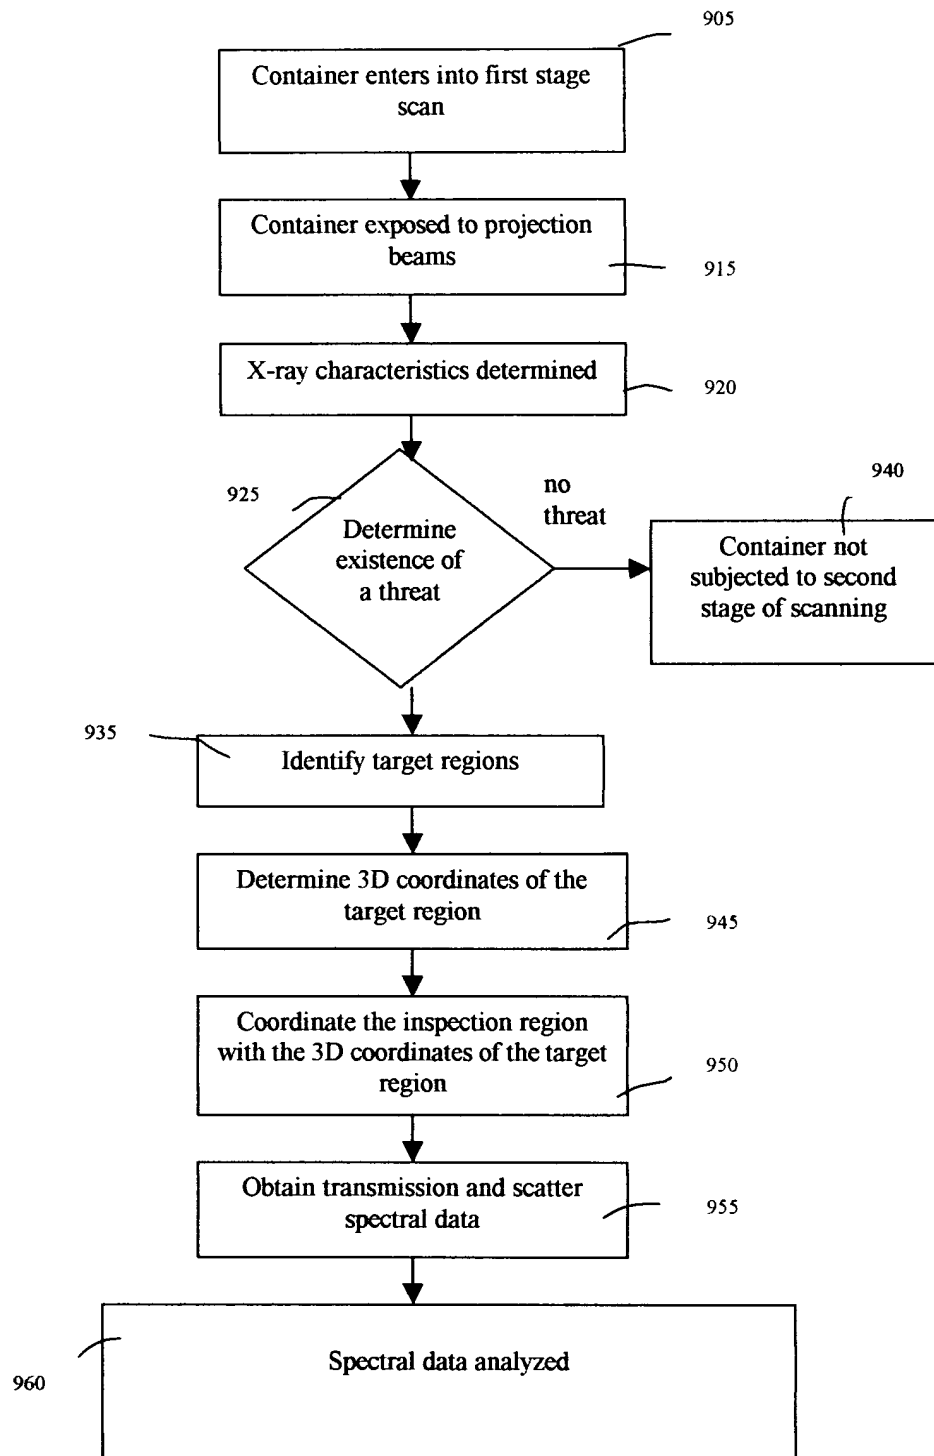 905
Container enters into first stage
scan
Container exposed to projection
beams
915
X-ray characteristics determined
920
925
Determine
existence of
a threat
no
threat
940
Container not
subjected to second
stage of scanning
935
Identify target regions
Determine 3D coordinates of the
target region
945
Coordinate the inspection region
with the 3D coordinates of the target
region
950
Obtain transmission and scatter
spectral data
955
Spectral data analyzed
960